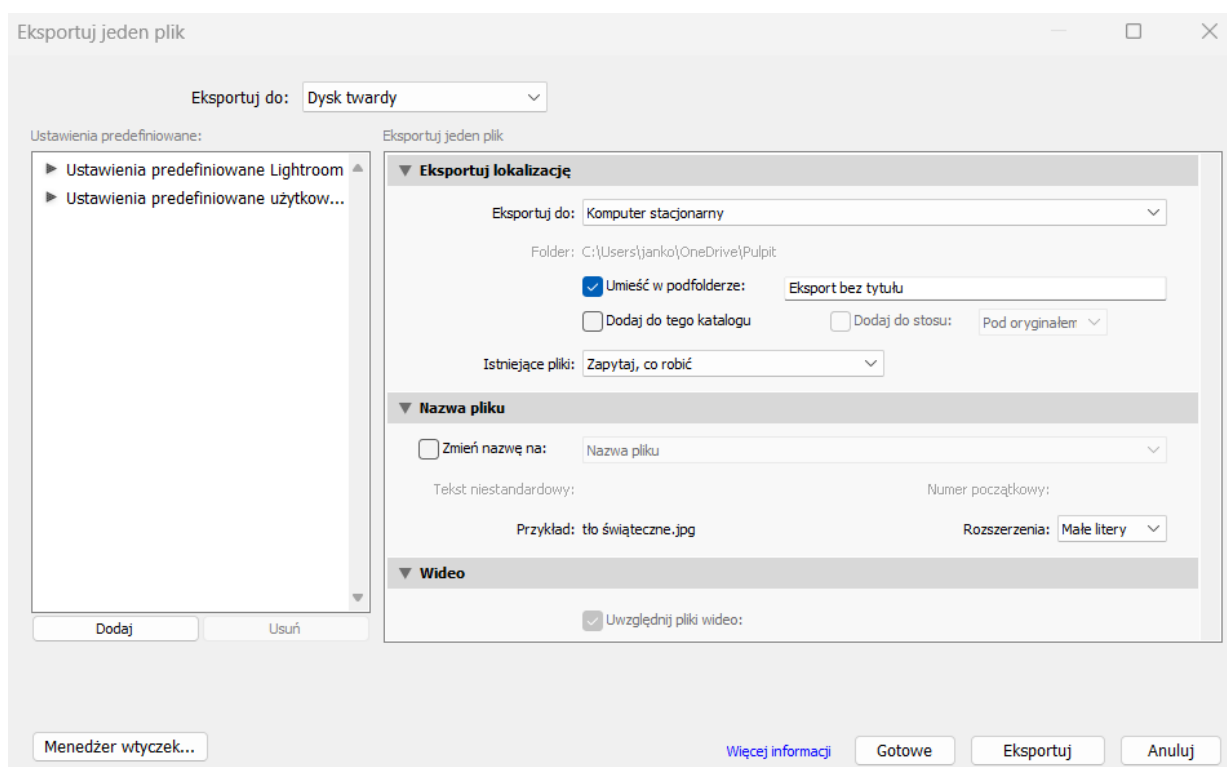 Eksportuj jeden plik
Eksportuj do: Dysk twardy
Ustawienia predefiniowane:
Ustawienia predefiniowane Lightroom
Ustawienia predefiniowane użytkow...
Dodaj Usuń
Eksportuj jeden plik
Eksportuj lokalizację
Eksportuj do: Komputer stacjonarny
Folder: C:\Users\janko\OneDrive\Pulpit
Umieść w podfolderze: Eksport bez tytułu
Dodaj do tego katalogu Dodaj do stosu: Pod oryginałem
Istniejące pliki: Zapytaj, co robić
Nazwa pliku
Zmień nazwę na: Nazwa pliku
Tekst niestandardowy: Numer początkowy:
Przykład: tło świąteczne.jpg Rozszerzenia: Małe litery
Wideo
Uwzględnij pliki wideo:
Menedżer wtyczek... Więcej informacji Gotowe Eksportuj Anuluj